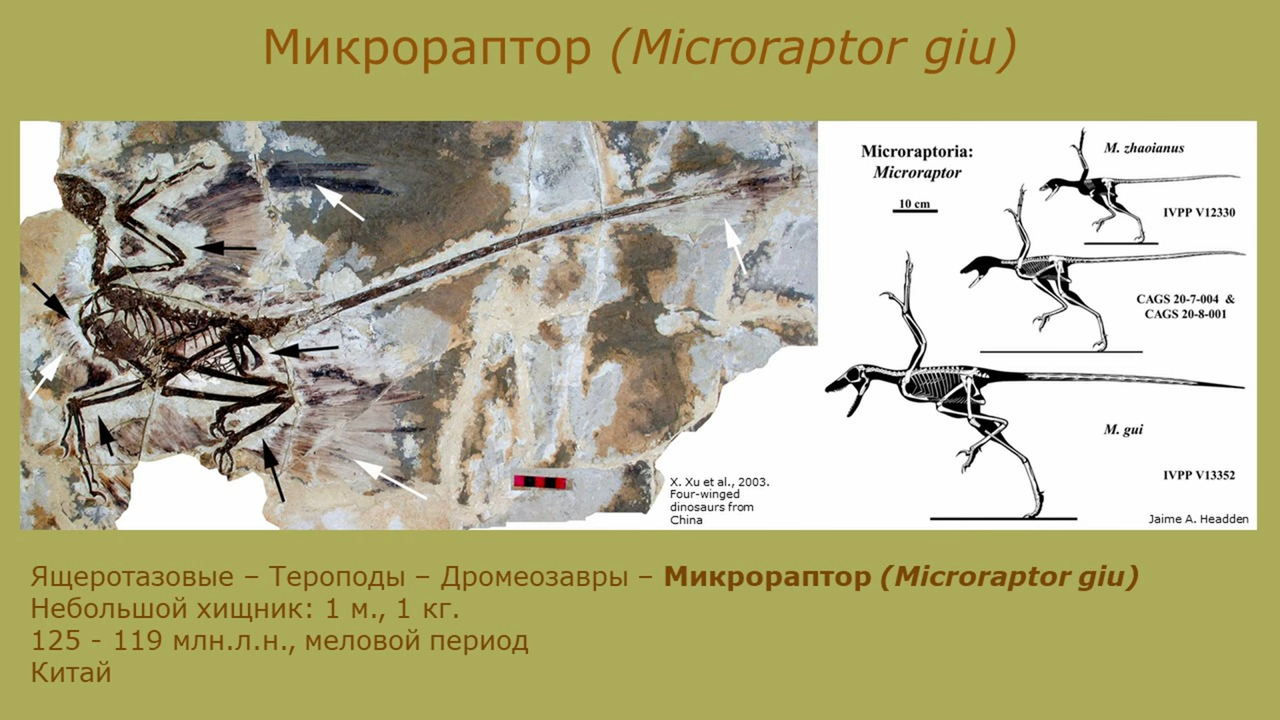 Микрораптор (Microraptor giu)
Microraptoria:
Microraptor
10 cm
M. zhaoianus
IVPP V12330
CAGS 20-7-004 &
CAGS 20-8-001
M. gui
IVPP V13352
X. Xu et al., 2003.
Four-winged
dinosaurs from
China
Jaime A. Headden
Ящеротазовые – Тероподы – Дромеозавры – Микрораптор (Microraptor giu)
Небольшой хищник: 1 м., 1 кг.
125 - 119 млн.л.н., меловой период
Китай